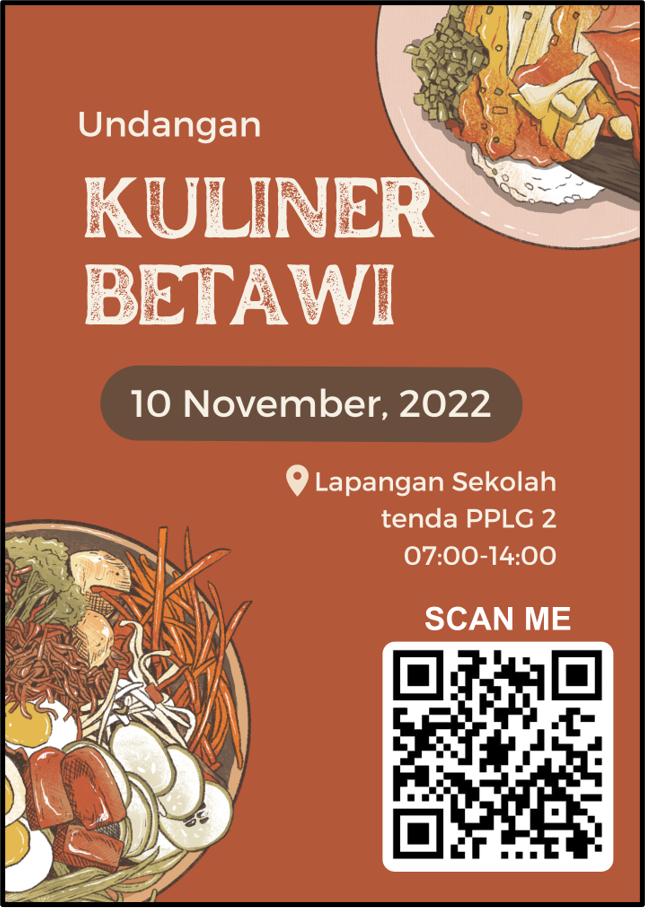 Undangan
KULINER
BETAWI
10 November, 2022
Lapangan Sekolah
tenda PPLG 2
07:00-14:00
SCAN ME